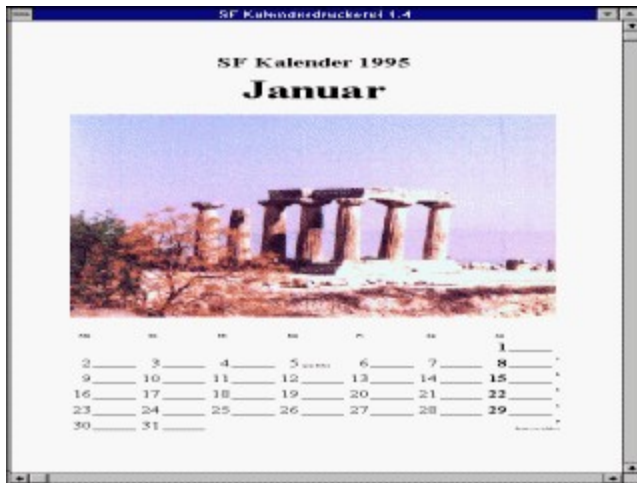 SF Kalenderdruckerei 1.4
SF Kalender 1995
Januar
1
2 3 4 5 6 7 8
9 10 11 12 13 14 15
16 17 18 19 20 21 22
23 24 25 26 27 28 29
30 31